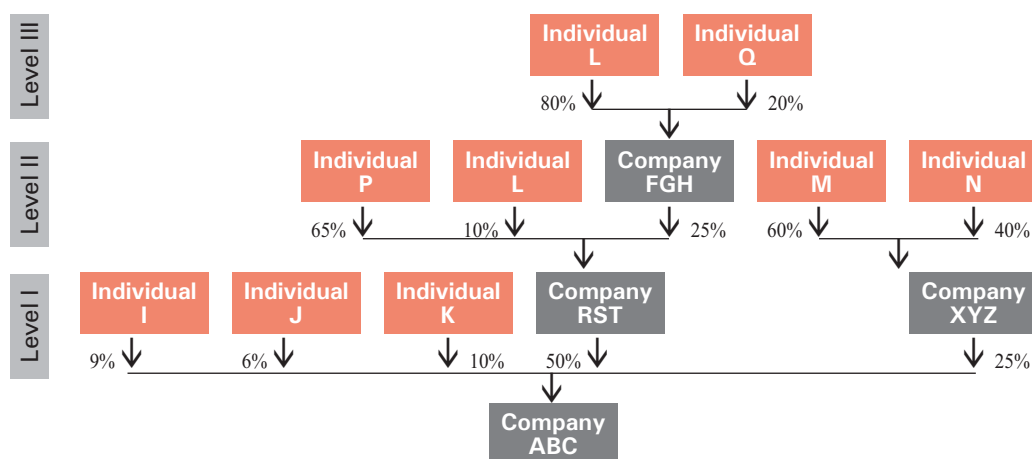 Level III
Individual
L
Individual
Q
80%
20%
Level II
Individual
P
Individual
L
Company
FGH
Individual
M
Individual
N
65%
10%
25%
60%
40%
Level I
Individual
I
Individual
J
Individual
K
Company
RST
Company
XYZ
9%
6%
10%
50%
25%
Company
ABC